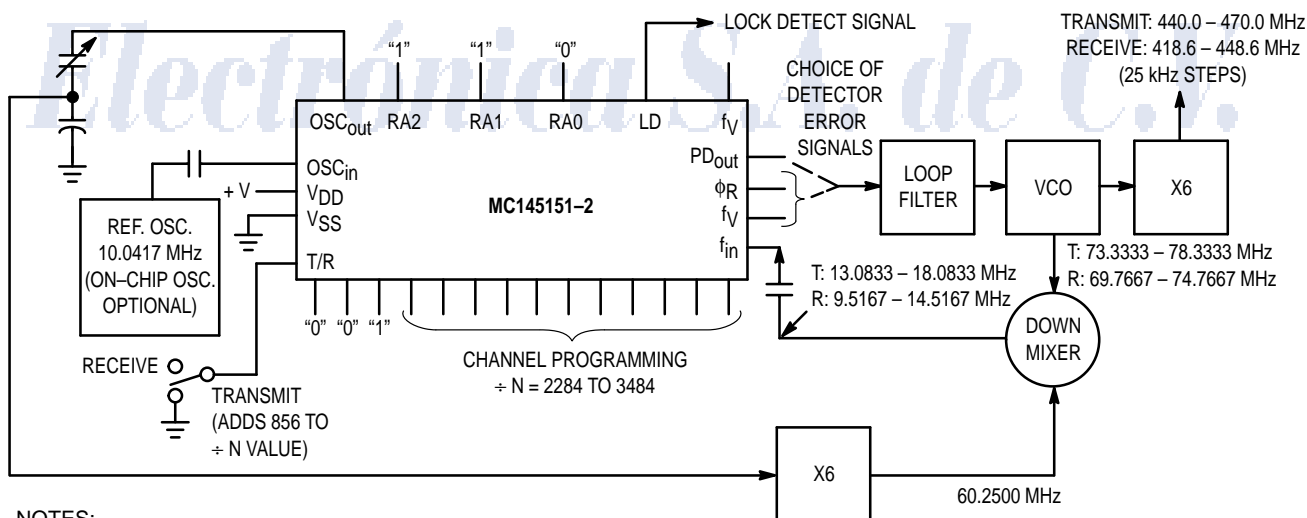 Electrónica S.A. de C.V.
LOCK DETECT SIGNAL
TRANSMIT: 440.0 – 470.0 MHz
RECEIVE: 418.6 – 448.6 MHz
(25 kHz STEPS)
“1”
“1”
“0”
CHOICE OF
DETECTOR
ERROR
SIGNALS
OSCout
RA2
RA1
RA0
LD
fV
PDout
OSCin
ϕR
+ V
VDD
VSS
MC145151–2
fV
fin
T/R
LOOP
FILTER
VCO
X6
REF. OSC.
10.0417 MHz
(ON–CHIP OSC.
OPTIONAL)
T: 73.3333 – 78.3333 MHz
R: 69.7667 – 74.7667 MHz
T: 13.0833 – 18.0833 MHz
R: 9.5167 – 14.5167 MHz
“0”
“0”
“1”
DOWN
MIXER
RECEIVE
CHANNEL PROGRAMMING
÷ N = 2284 TO 3484
TRANSMIT
(ADDS 856 TO
÷ N VALUE)
X6
60.2500 MHz
NOTES: